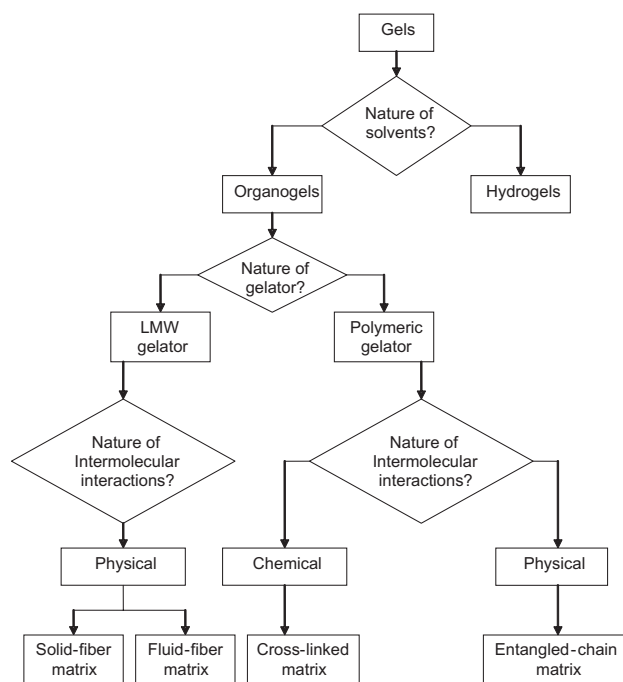 Gels
Nature of
solvents?
Organogels
Hydrogels
Nature of
gelator?
LMW
gelator
Polymeric
gelator
Nature of
Intermolecular
interactions?
Nature of
Intermolecular
interactions?
Physical
Chemical
Physical
Solid-fiber
matrix
Fluid-fiber
matrix
Cross-linked
matrix
Entangled-chain
matrix